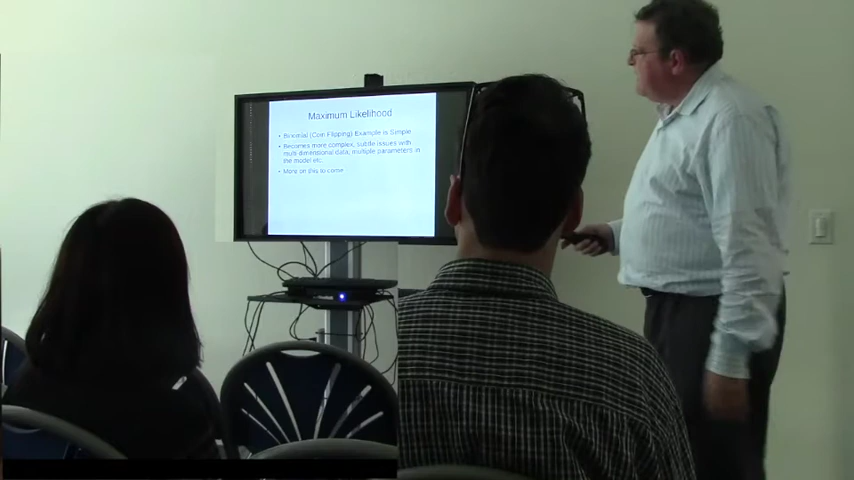 Maximum Likelihood
• Binomial (Coin Flipping) Example is Simple
• Becomes more complex, subtle issues with
multi dimentional data, multiple parameters in
the model etc.
• More on this to come